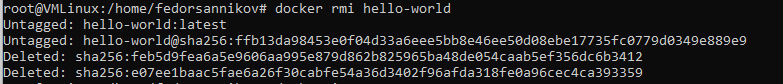 root@VMLinux:/home/fedorsannikov# docker rmi hello-world
Untagged: hello-world:latest
Untagged: hello-world@sha256:ffb13da98453e0f04d33a6eee5bb8e46ee50d08ebe17735fc0779d0349e889e9
Deleted: sha256:feb5d9fea6a5e9606aa995e879d862b825965ba48de054caab5ef356dc6b3412
Deleted: sha256:e07ee1baac5fae6a26f30cabfe54a36d3402f96afda318fe0a96cec4ca393359